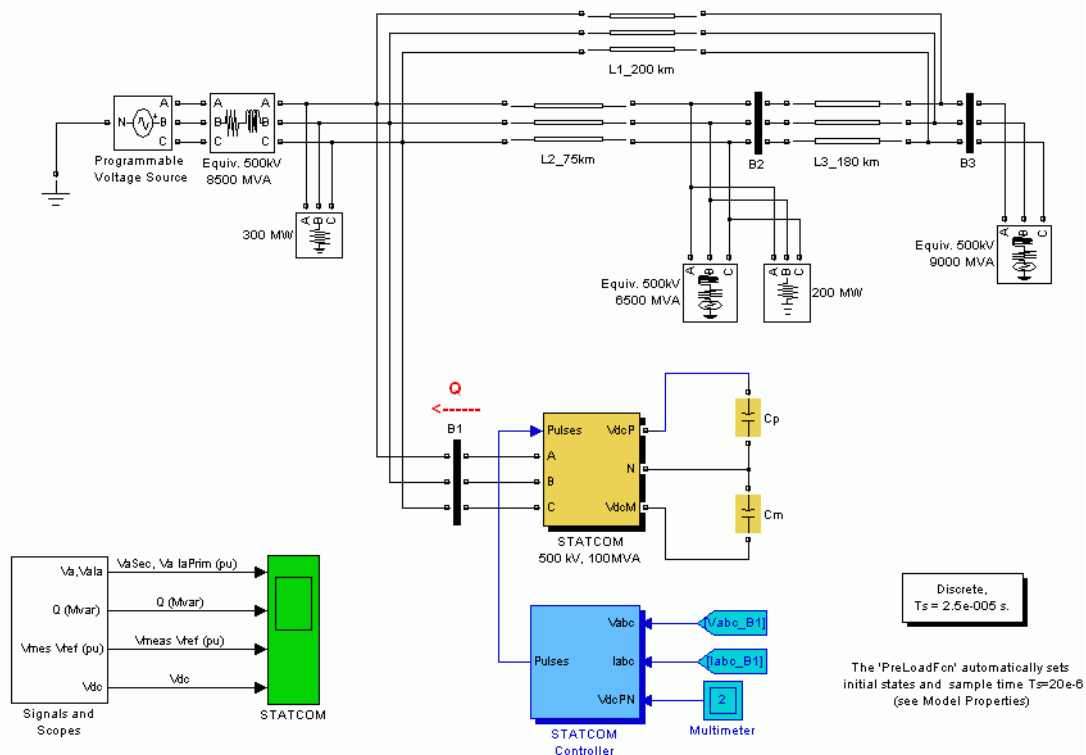 L1_200 km
N
A
B
C
A
B
C
A
B
C
Programmable
Voltage Source
Equiv. 500kV
8500 MVA
L2_75km
B2
L3_180 km
B3
A B C
300 MW
A B C
Equiv. 500kV
6500 MVA
A B C
200 MW
A B C
Equiv. 500kV
9000 MVA
Q
<------
B1
Pulses
A
B
C
VdcP
N
VdcM
STATCOM
500 kV, 100MVA
Cp
Cm
Va,VaIa
Q (Mvar)
Vmes Vref (pu)
Vdc
Signals and
Scopes
VaSec, Va IaPrim (pu)
Q (Mvar)
Vmeas Vref (pu)
Vdc
STATCOM
Pulses
Vabc
Iabc
VdcPN
STATCOM
Controller
[Vabc_B1]
[Iabc_B1]
2
Multimeter
Discrete,
Ts = 2.5e-005 s.
The 'PreLoadFcn' automatically sets
initial states and sample time Ts=20e-6
(see Model Properties)